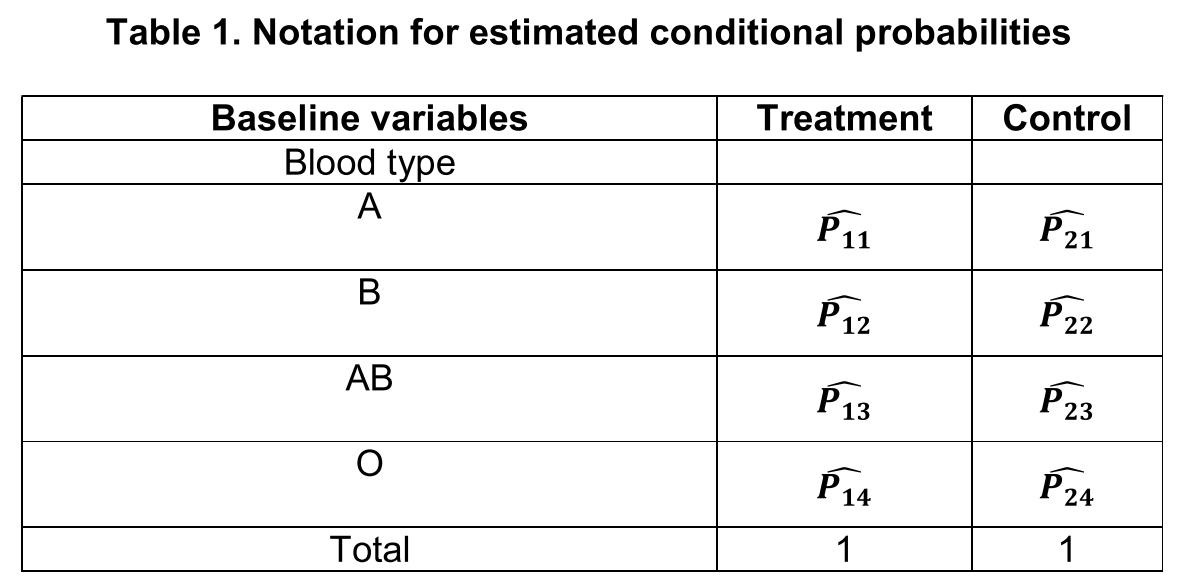 Table 1. Notation for estimated conditional probabilities
Baseline variables Treatment Control
Blood type
A $\widehat{P_{11}}$ $\widehat{P_{21}}$
B $\widehat{P_{12}}$ $\widehat{P_{22}}$
AB $\widehat{P_{13}}$ $\widehat{P_{23}}$
O $\widehat{P_{14}}$ $\widehat{P_{24}}$
Total 1 1